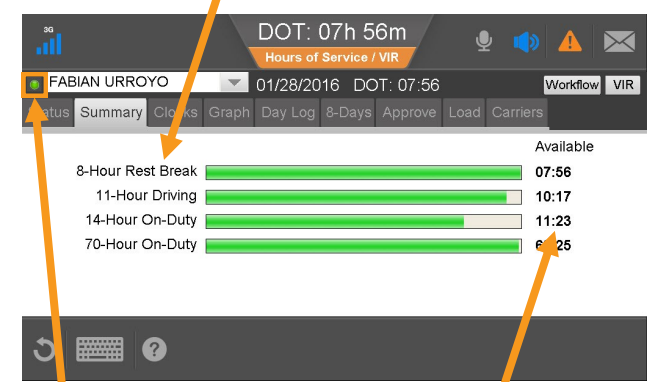 3G
DOT: 07h 56m
Hours of Service / VIR
FABIAN URROYO 01/28/2016 DOT: 07:56 Workflow VIR
Summary Graph Day Log 8-Days Approve Load Carriers
Available
8-Hour Rest Break 07:56
11-Hour Driving 10:17
14-Hour On-Duty 11:23
70-Hour On-Duty